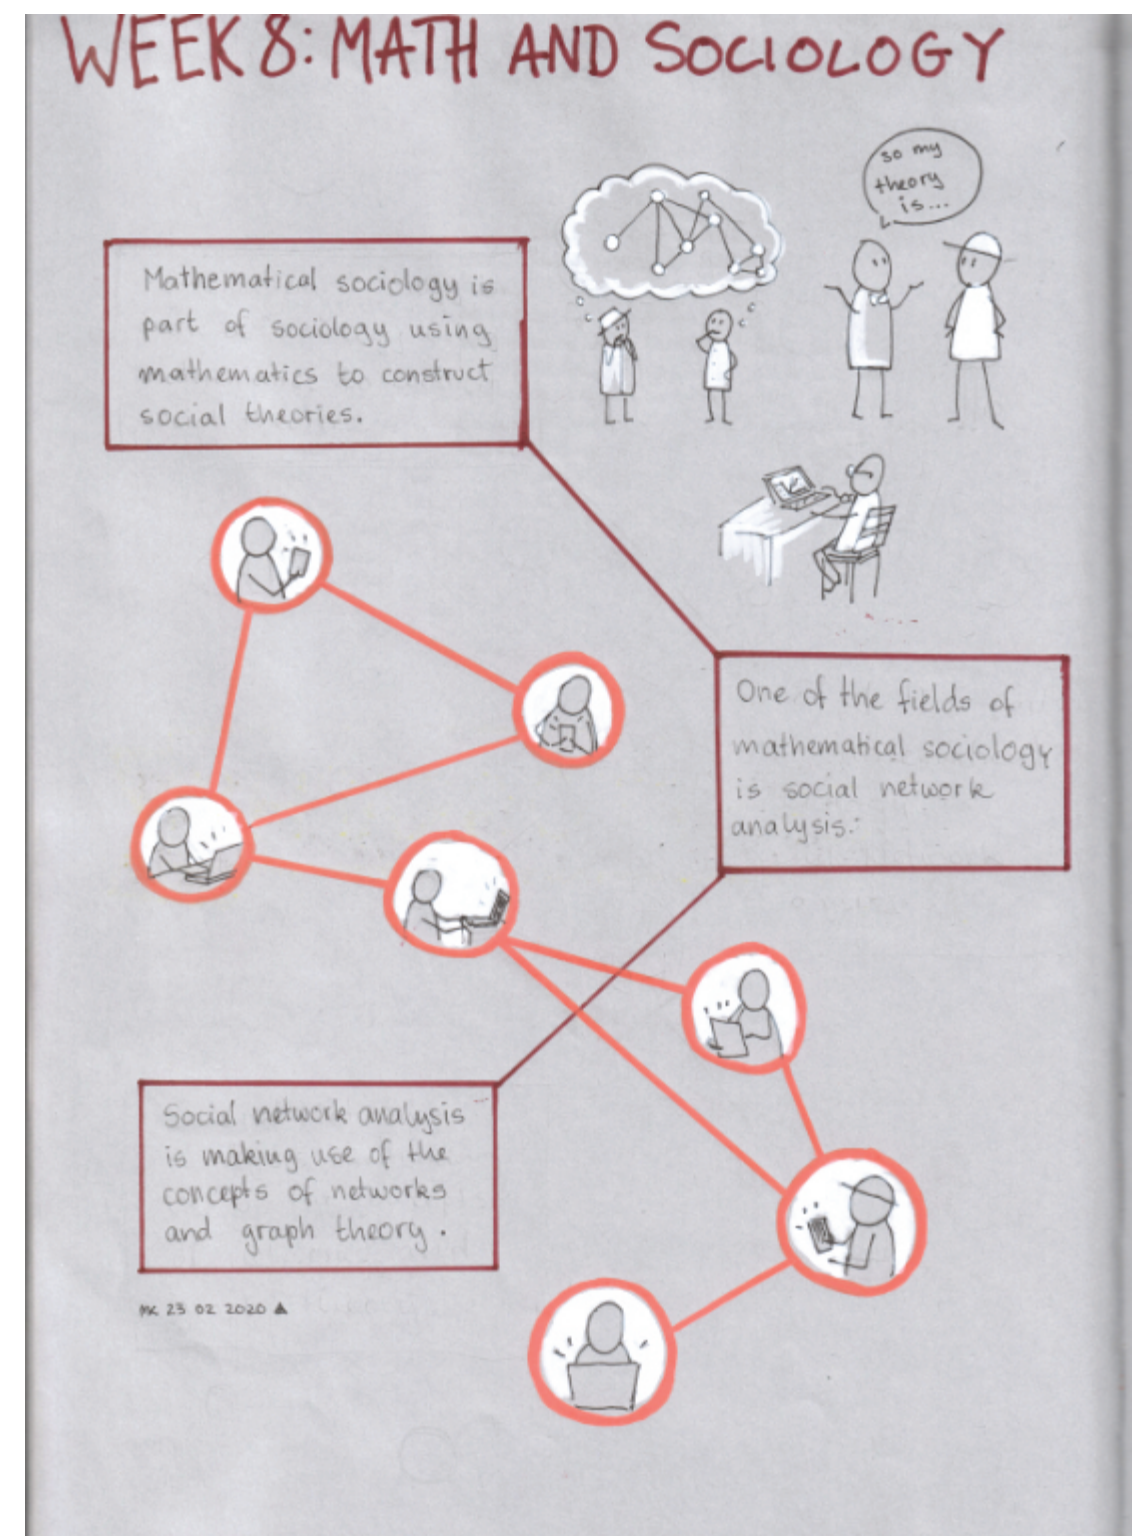 WEEK 8: MATH AND SOCIOLOGY
so my
theory
is...
Mathematical sociology is
part of sociology using
mathematics to construct
social theories.
One of the fields of
mathematical sociology
is social network
analysis.
Social network analysis
is making use of the
concepts of networks
and graph theory.
MK 23 02 2020